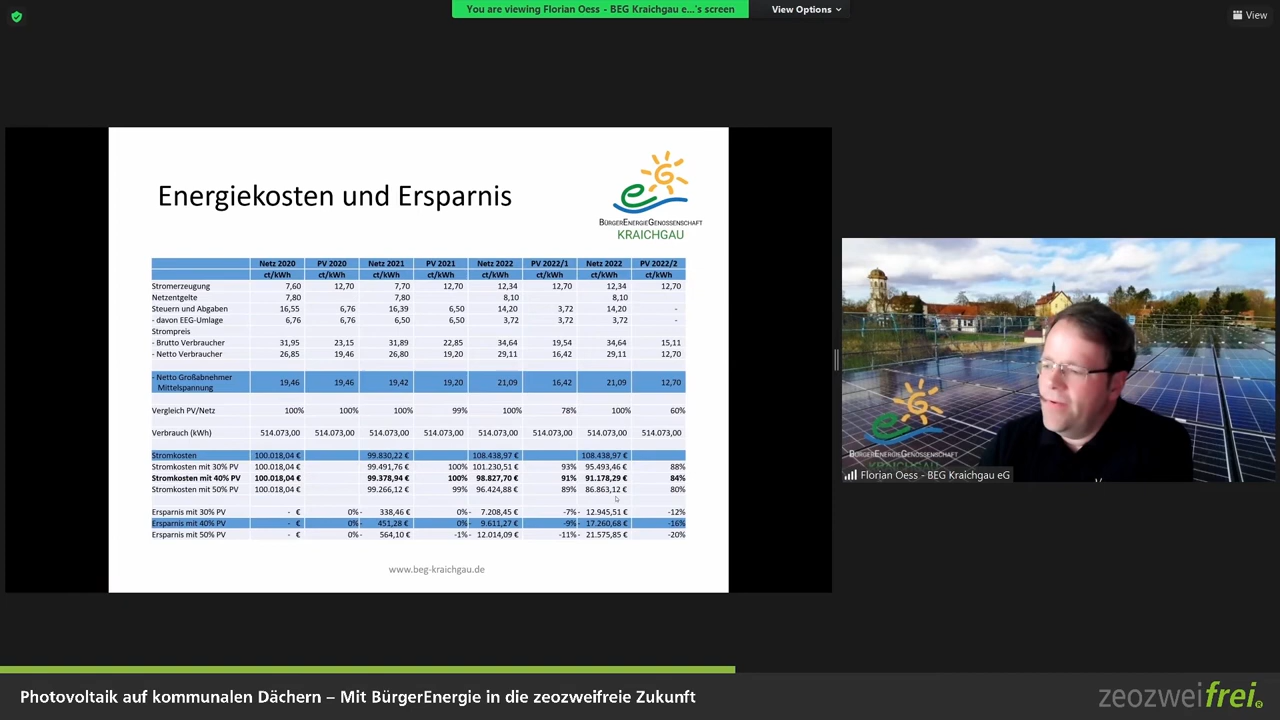 You are viewing Florian Oess - BEG Kraichgau e...'s screen
View Options
View
Energiekosten und Ersparnis
BÜRGERENERGIEGENOSSENSCHAFT
KRAICHGAU
Netz 2020 PV 2020 Netz 2021 PV 2021 Netz 2022 PV 2022/1 Netz 2022 PV 2022/2
ct/kWh ct/kWh ct/kWh ct/kWh ct/kWh ct/kWh ct/kWh ct/kWh
Stromerzeugung 7,60 12,70 7,70 12,70 12,34 12,70 12,34 12,70
Netzentgelte 7,80 7,80 8,10 8,10
Steuern und Abgaben 16,55 6,76 16,39 6,50 14,20 3,72 14,20 -
- davon EEG-Umlage 6,76 6,76 6,50 6,50 3,72 3,72 3,72 -
Strompreis
- Brutto Verbraucher 31,95 23,15 31,89 22,85 34,64 19,54 34,64 15,11
- Netto Verbraucher 26,85 19,46 26,80 19,20 29,11 16,42 29,11 12,70
- Netto Großabnehmer
Mittelspannung 19,46 19,46 19,42 19,20 21,09 16,42 21,09 12,70
Vergleich PV/Netz 100% 100% 100% 99% 100% 78% 100% 60%
Verbrauch (kWh) 514.073,00 514.073,00 514.073,00 514.073,00 514.073,00 514.073,00 514.073,00 514.073,00
Stromkosten 100.018,04 € 99.830,22 € 108.438,97 € 108.438,97 €
Stromkosten mit 30% PV 100.018,04 € 99.491,76 € 100% 101.230,51 € 93% 95.493,46 € 88%
Stromkosten mit 40% PV 100.018,04 € 99.378,94 € 100% 98.827,70 € 91% 91.178,29 € 84%
Stromkosten mit 50% PV 100.018,04 € 99.266,12 € 99% 96.424,88 € 89% 86.863,12 € 80%
Ersparnis mit 30% PV - € 0% - 338,46 € 0% - 7.208,45 € -7% - 12.945,51 € -12%
Ersparnis mit 40% PV - € 0% - 451,28 € 0% - 9.611,27 € -9% - 17.260,68 € -16%
Ersparnis mit 50% PV - € 0% - 564,10 € -1% - 12.014,09 € -11% - 21.575,85 € -20%
www.beg-kraichgau.de
BÜRGERENERGIEGENOSSENSCHAFT
Florian Oess - BEG Kraichgau eG
Photovoltaik auf kommunalen Dächern – Mit BürgerEnergie in die zeozweifreie Zukunft
zeozweifrei.